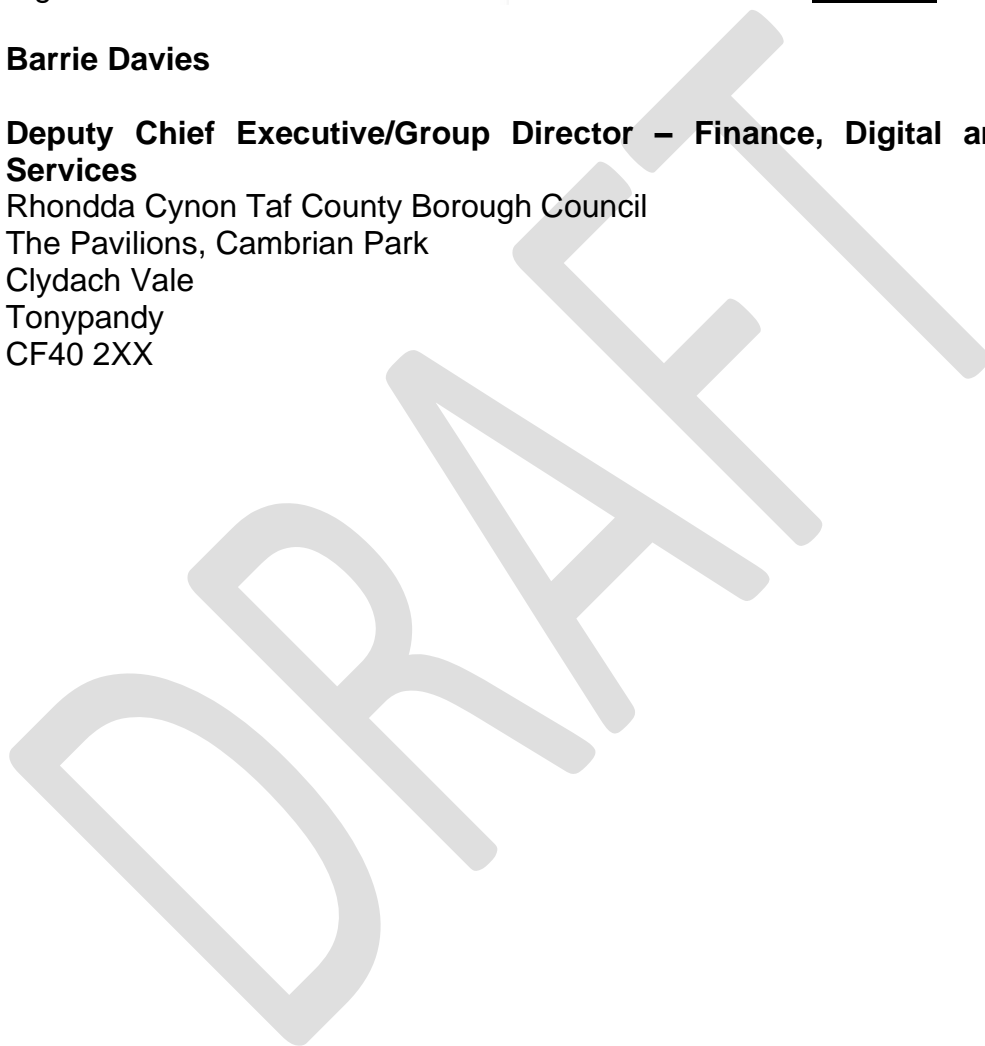 Barrie Davies
Deputy Chief Executive/Group Director – Finance, Digital
Services
Rhondda Cynon Taf County Borough Council
The Pavilions, Cambrian Park
Clydach Vale
Tonypandy
CF40 2XX
DRAFT